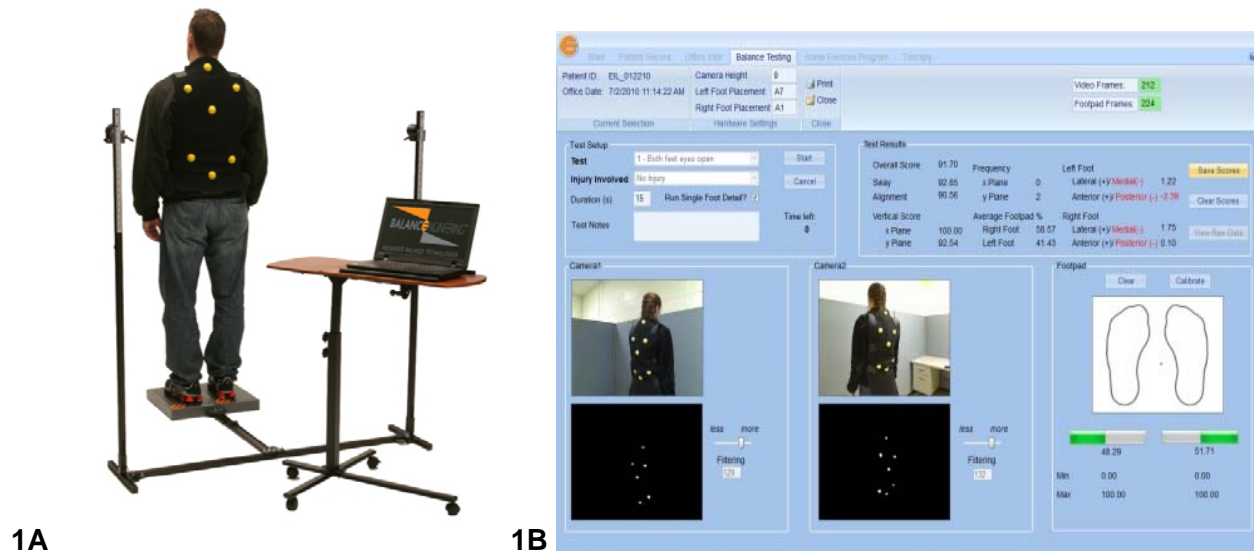 1A
BALANCENGINEERING
ADVANCED BALANCE TECHNOLOGIES
1B
Main Patient Record Office Visit Balance Testing Home Exercise Program Therapy
Patient ID: EIL_012210
Office Date: 7/2/2010 11:14:22 AM
Current Selection
Camera Height 8
Left Foot Placement A7
Right Foot Placement A1
Hardware Settings
Print
Close
Close
Video Frames: 212
Footpad Frames: 224
Test Setup
Test 1 - Both feet eyes open
Injury Involved No Injury
Duration (s) 15 Run Single Foot Detail?
Test Notes
Start
Cancel
Time left:
0
Test Results
Overall Score 91.70
Sway 92.85
Alignment 90.56
Vertical Score
x Plane 100.00
y Plane 92.54
Frequency
x Plane 0
y Plane 2
Average Footpad %
Right Foot 58.57
Left Foot 41.43
Left Foot
Lateral (+)/Medial(-) 1.22
Anterior (+)/Posterior (-) -3.39
Right Foot
Lateral (+)/Medial(-) 1.75
Anterior (+)/Posterior (-) 0.10
Save Scores
Clear Scores
View Raw Data
Camera1
less more
Filtering
129
Camera2
less more
Filtering
132
Footpad
Clear Calibrate
48.29 51.71
Min 0.00 0.00
Max 100.00 100.00